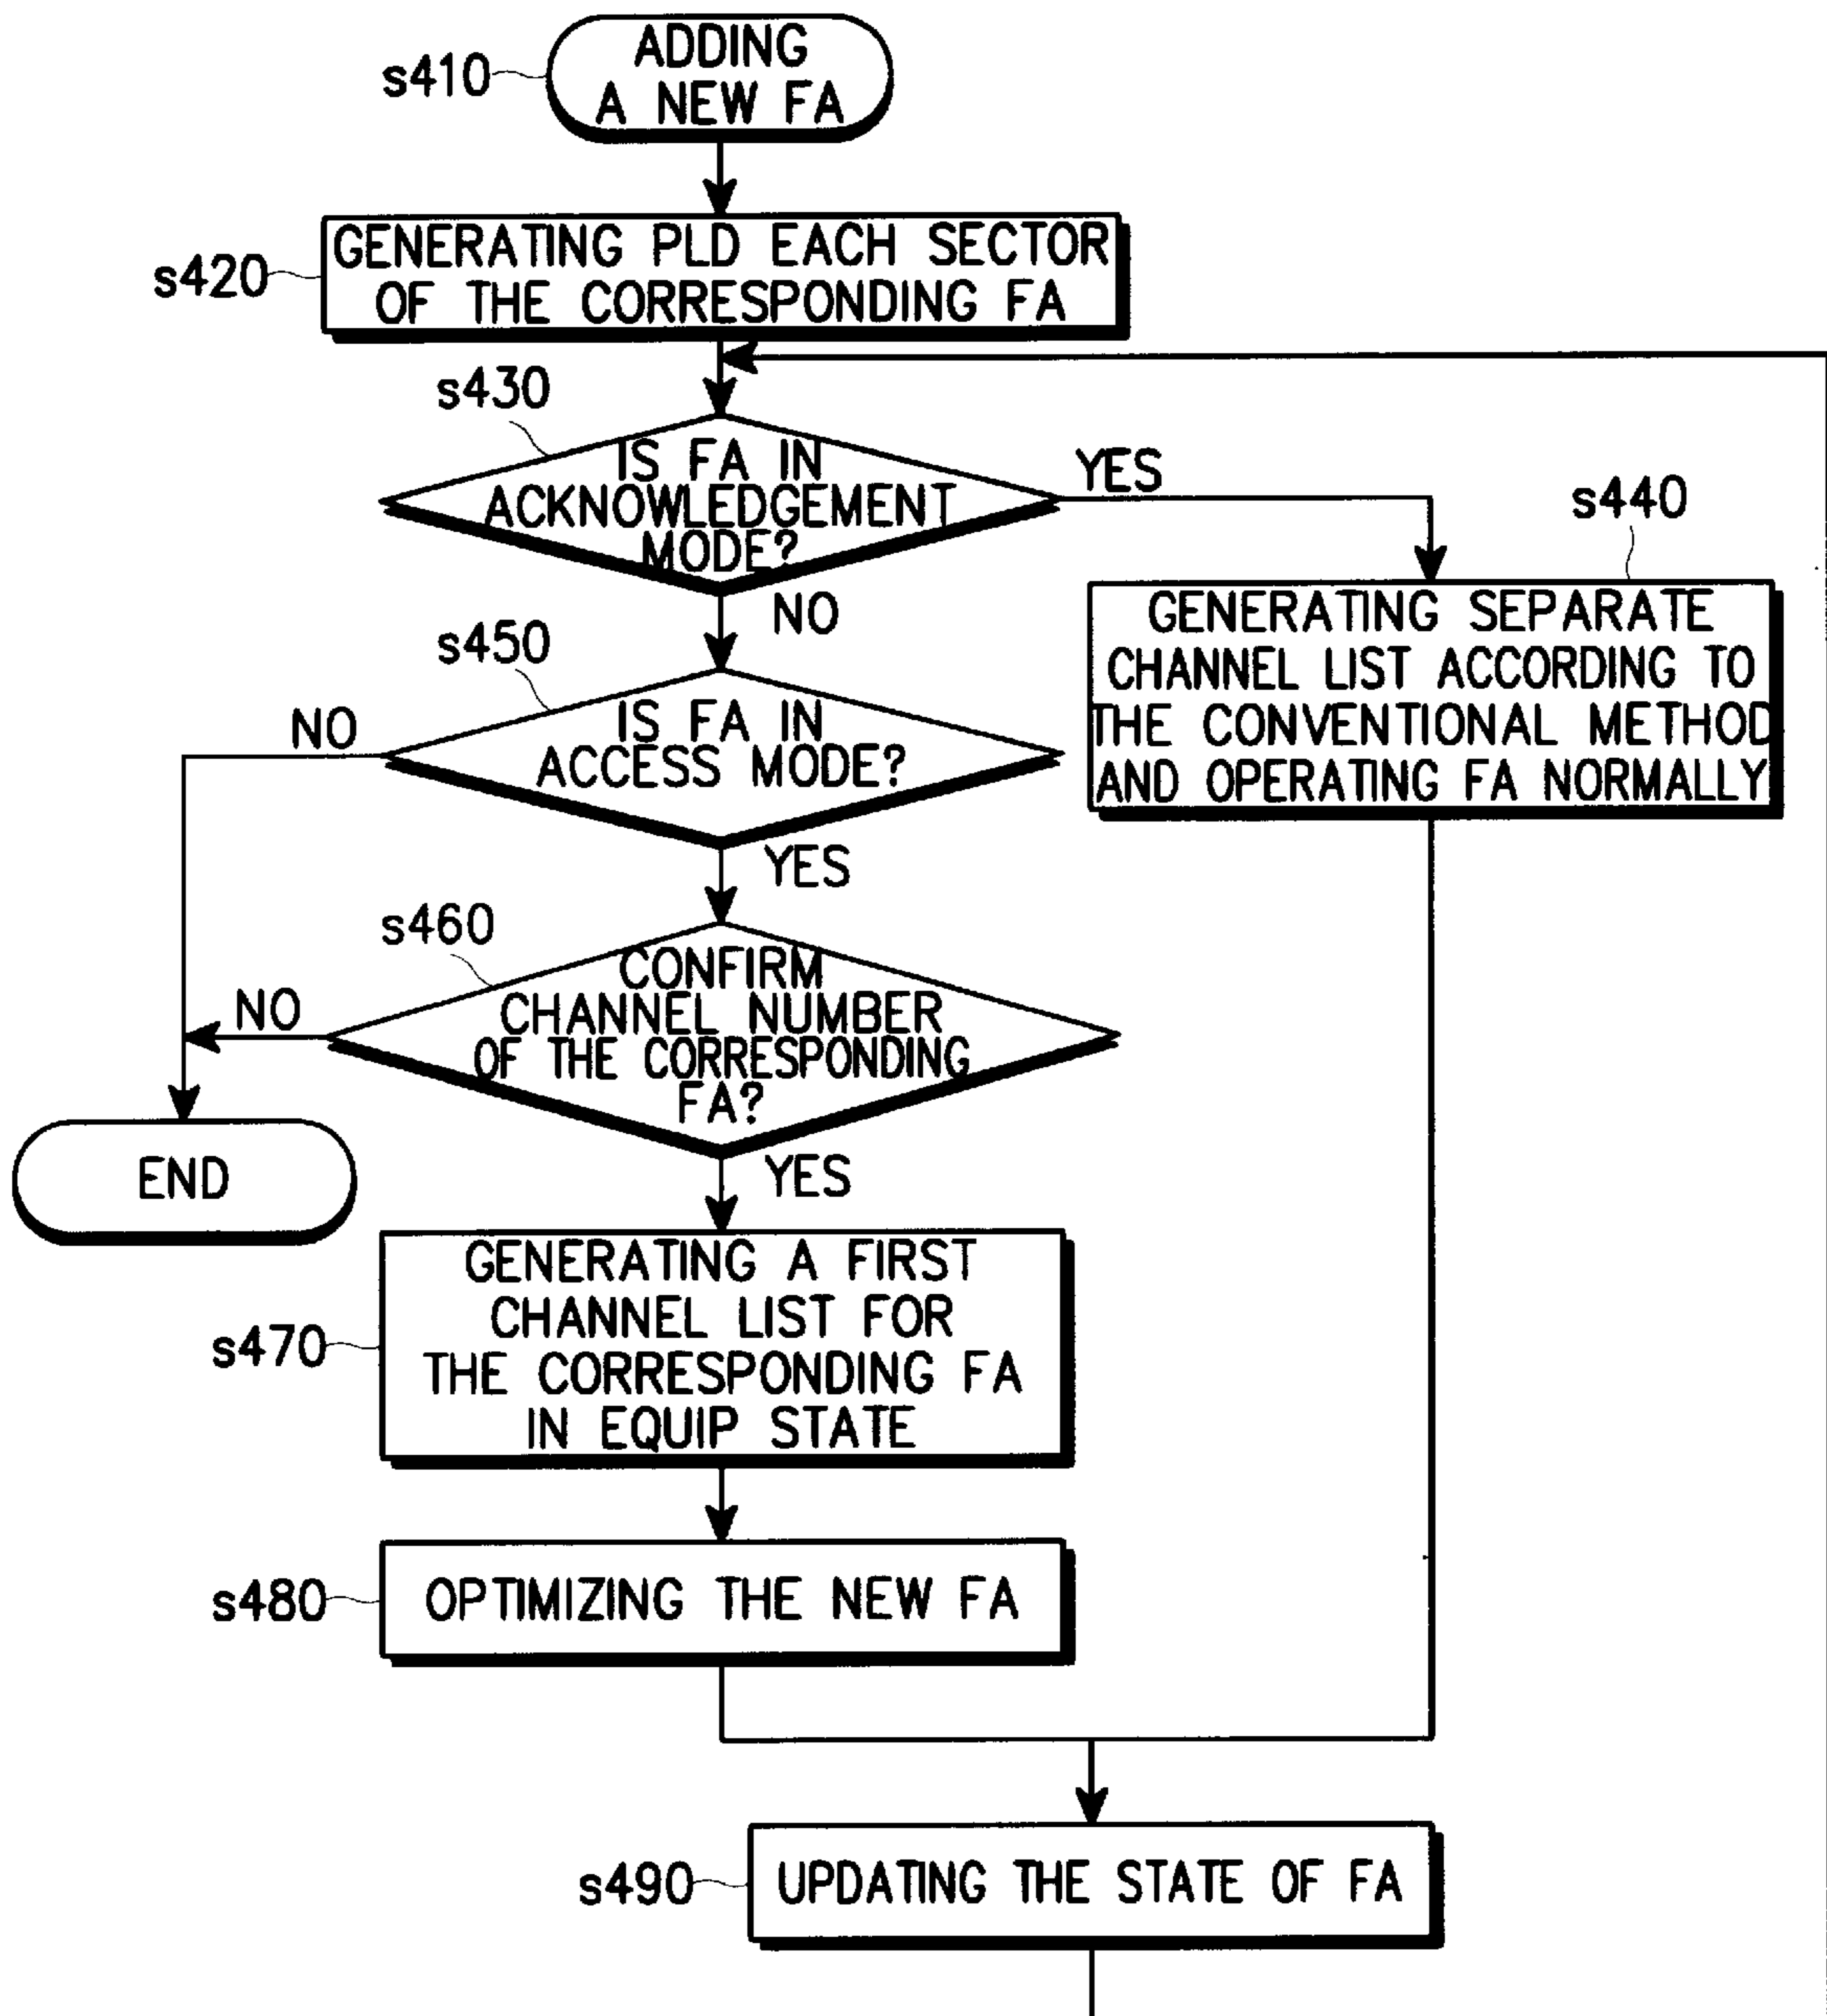 s410
ADDING
A NEW FA
s420
GENERATING PLD EACH SECTOR
OF THE CORRESPONDING FA
s430
IS FA IN
ACKNOWLEDGEMENT
MODE?
YES
NO
s440
GENERATING SEPARATE
CHANNEL LIST ACCORDING TO
THE CONVENTIONAL METHOD
AND OPERATING FA NORMALLY
s450
IS FA IN
ACCESS MODE?
NO
YES
s460
CONFIRM
CHANNEL NUMBER
OF THE CORRESPONDING
FA?
NO
YES
END
s470
GENERATING A FIRST
CHANNEL LIST FOR
THE CORRESPONDING FA
IN EQUIP STATE
s480
OPTIMIZING THE NEW FA
s490
UPDATING THE STATE OF FA